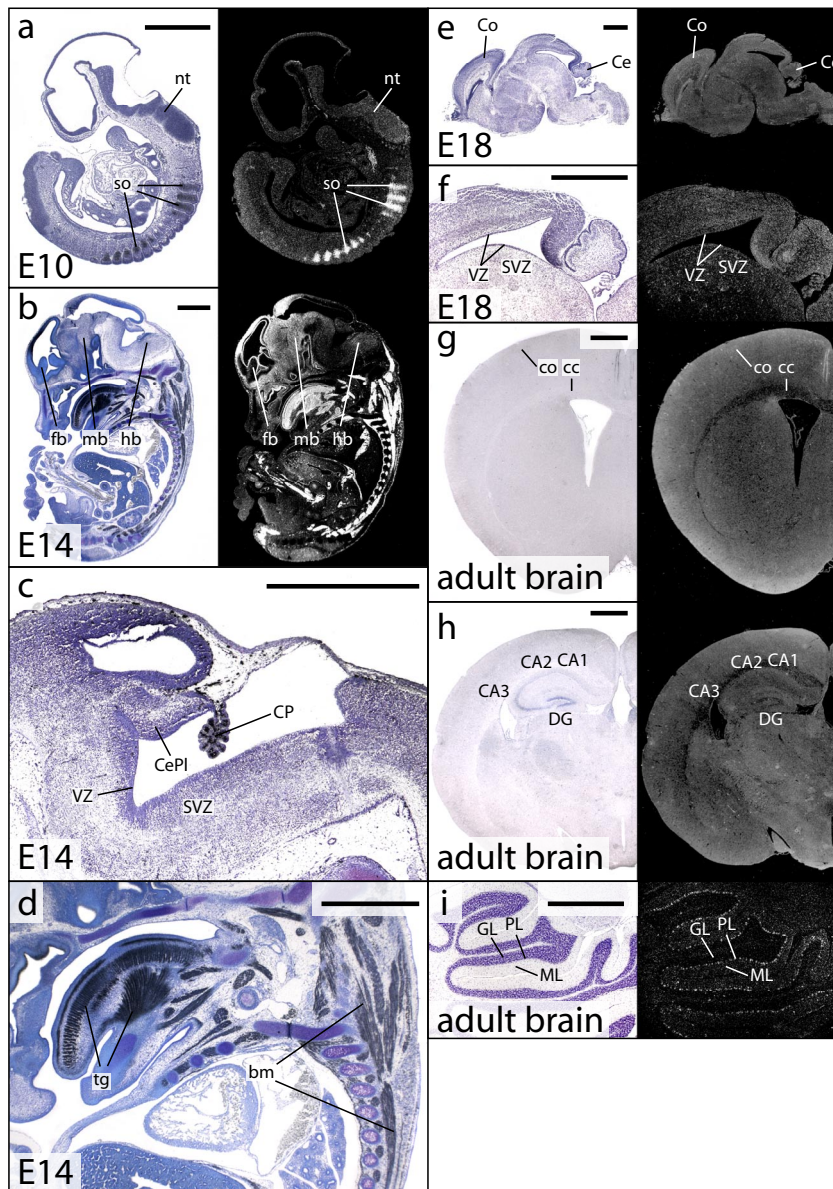 a
nt
nt
so
so
E10
b
fb mb hb
fb mb hb
E14
c
CP
CePl
VZ
SVZ
E14
d
tg
bm
E14
e
Co
Ce
Co
Ce
E18
f
VZ
SVZ
VZ
SVZ
E18
g
co cc
co cc
adult brain
h
CA2 CA1
CA3
DG
CA2 CA1
CA3
DG
adult brain
i
GL PL
ML
GL PL
ML
adult brain